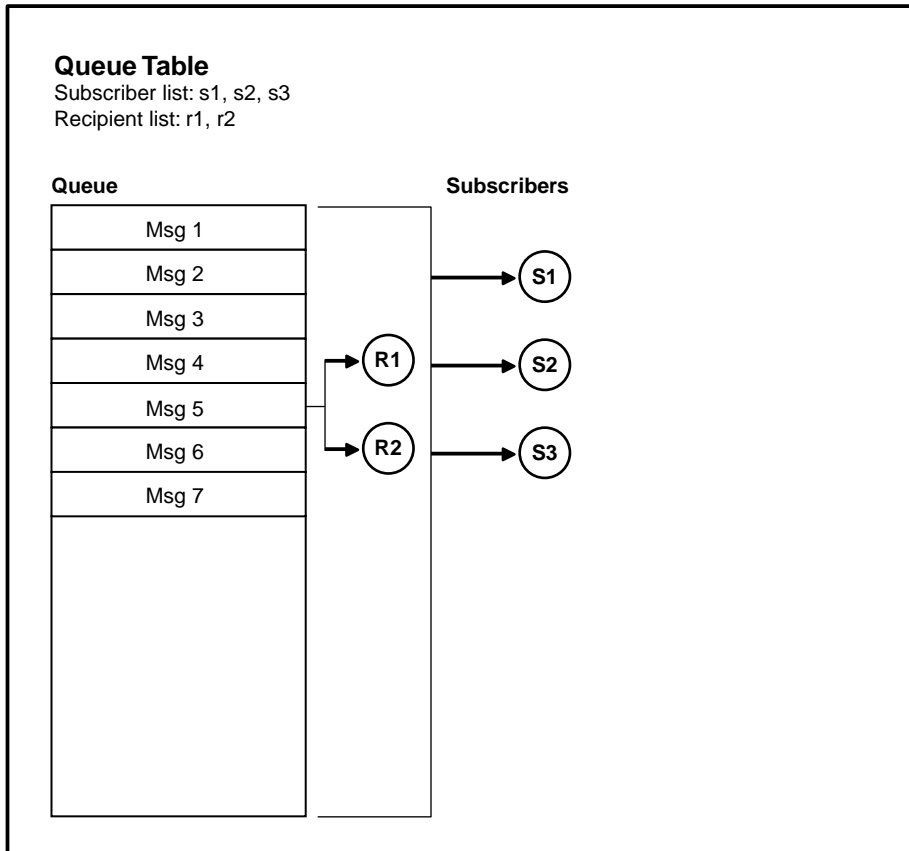 Queue Table
Subscriber list: s1, s2, s3
Recipient list: r1, r2
Queue
Subscribers
Msg 1
Msg 2
Msg 3
Msg 4
Msg 5
Msg 6
Msg 7
R1
R2
S1
S2
S3